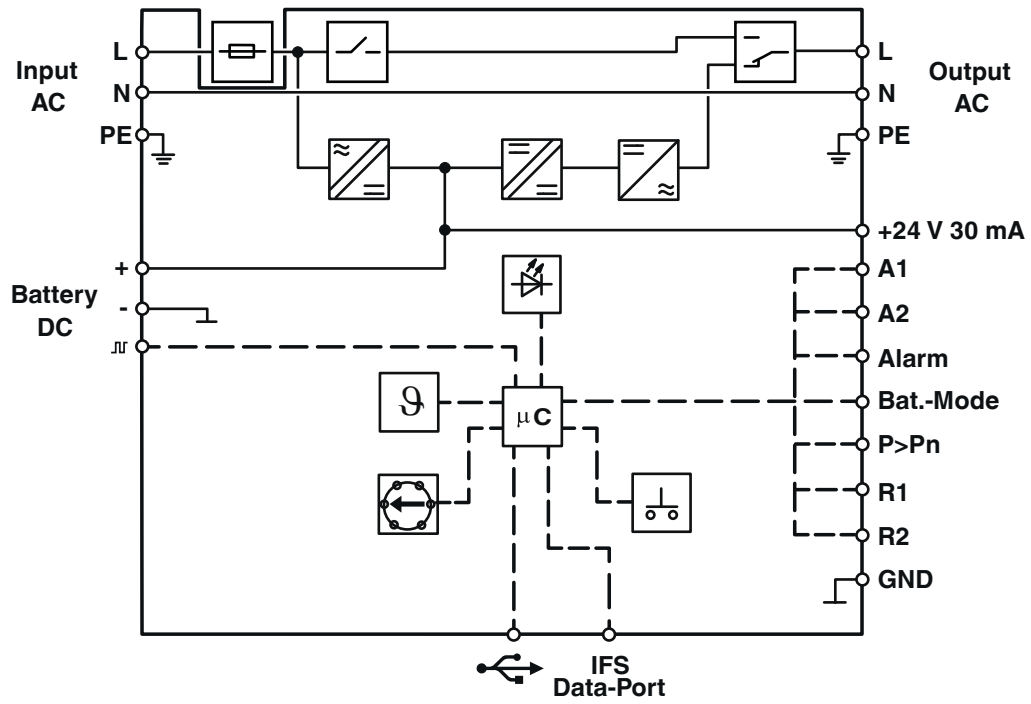 L
Input
AC
N
PE
L
Output
AC
N
PE
+24 V 30 mA
+
Battery
DC
-
A1
A2
Alarm
ϑ
µC
Bat.-Mode
P>Pn
R1
R2
GND
IFS
Data-Port